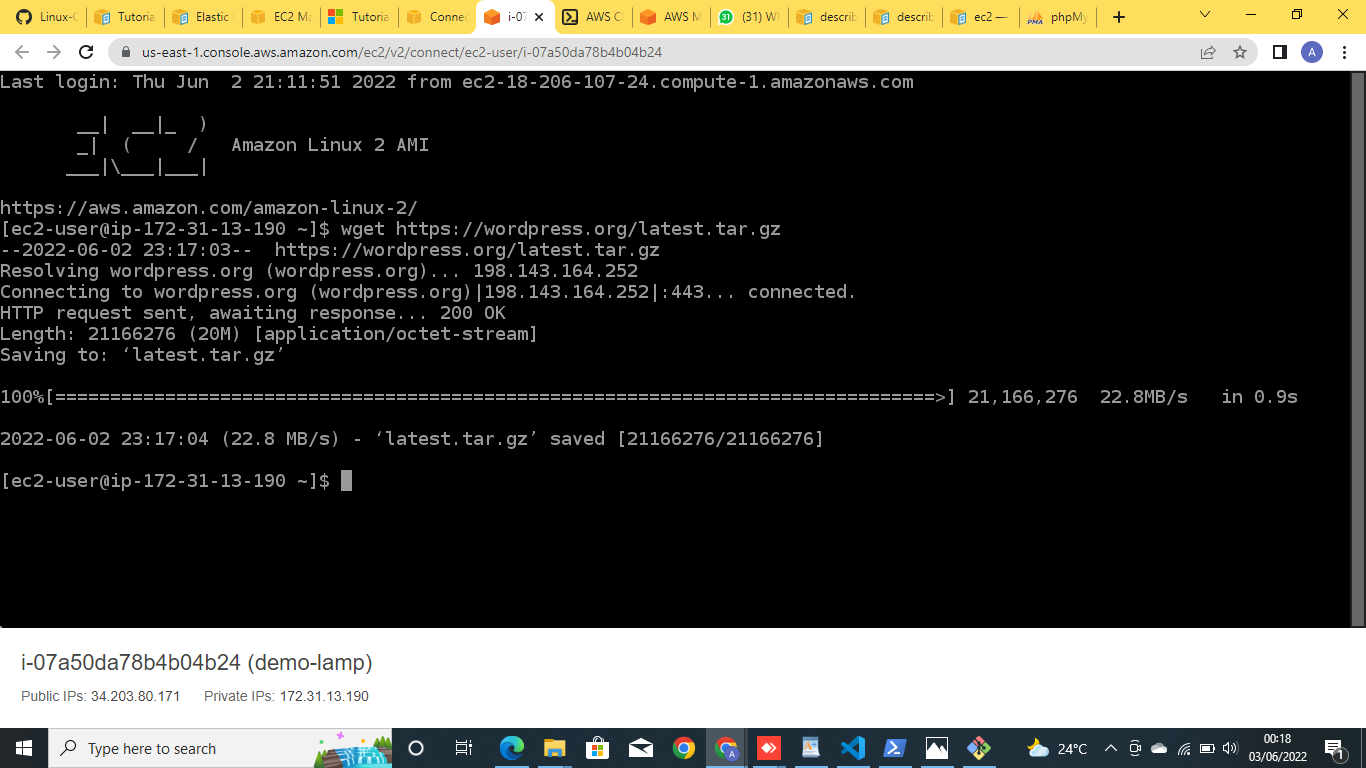 Linux-C
Tutoria
Elastic
EC2 Ma
Tutoria
Connec
i-07
AWS Cl
AWS M
(31) W
describ
describ
ec2 —
phpMy
us-east-1.console.aws.amazon.com/ec2/v2/connect/ec2-user/i-07a50da78b4b04b24
A
Last login: Thu Jun  2 21:11:51 2022 from ec2-18-206-107-24.compute-1.amazonaws.com
       __|  __|_  )
       _|  (     /   Amazon Linux 2 AMI
      ___|\___|___|
https://aws.amazon.com/amazon-linux-2/
[ec2-user@ip-172-31-13-190 ~]$ wget https://wordpress.org/latest.tar.gz
--2022-06-02 23:17:03--  https://wordpress.org/latest.tar.gz
Resolving wordpress.org (wordpress.org)... 198.143.164.252
Connecting to wordpress.org (wordpress.org)|198.143.164.252|:443... connected.
HTTP request sent, awaiting response... 200 OK
Length: 21166276 (20M) [application/octet-stream]
Saving to: ‘latest.tar.gz’
100%[================================================================================>] 21,166,276  22.8MB/s   in 0.9s
2022-06-02 23:17:04 (22.8 MB/s) - ‘latest.tar.gz’ saved [21166276/21166276]
[ec2-user@ip-172-31-13-190 ~]$
i-07a50da78b4b04b24 (demo-lamp)
Public IPs: 34.203.80.171 Private IPs: 172.31.13.190
Type here to search
24°C
00:18
03/06/2022
1